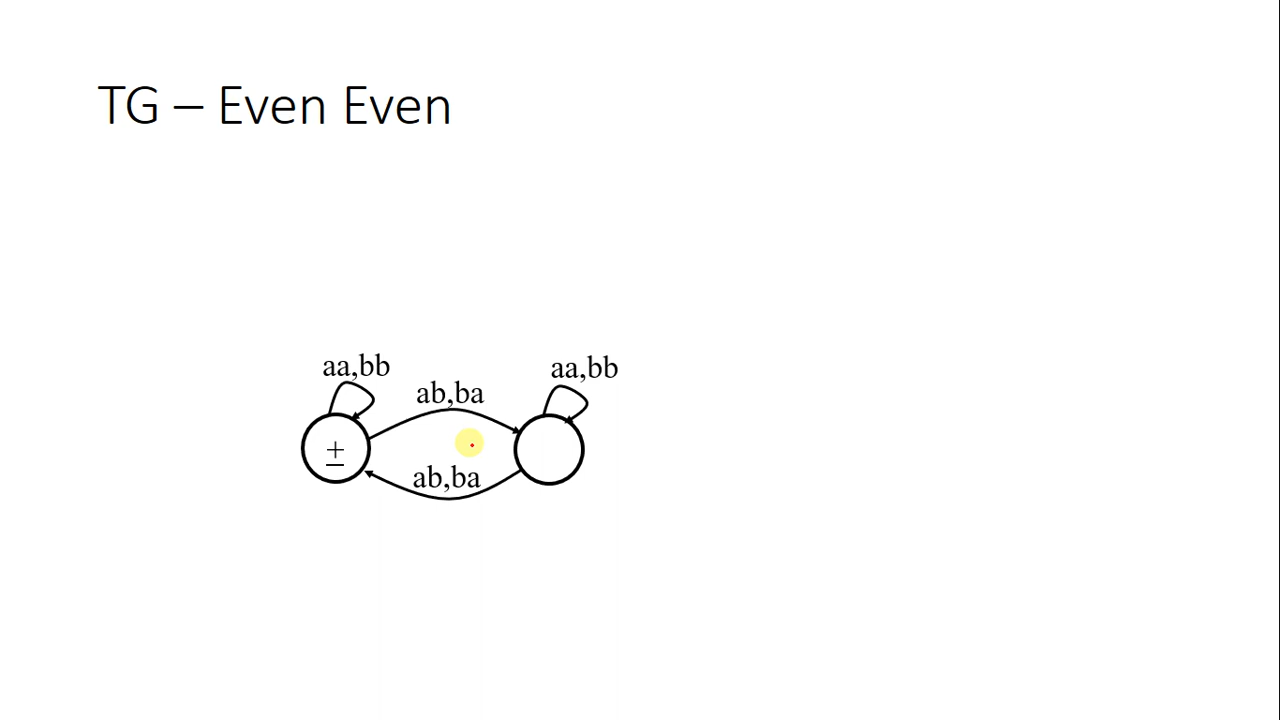 TG – Even Even
aa,bb
aa,bb
ab,ba
±
ab,ba